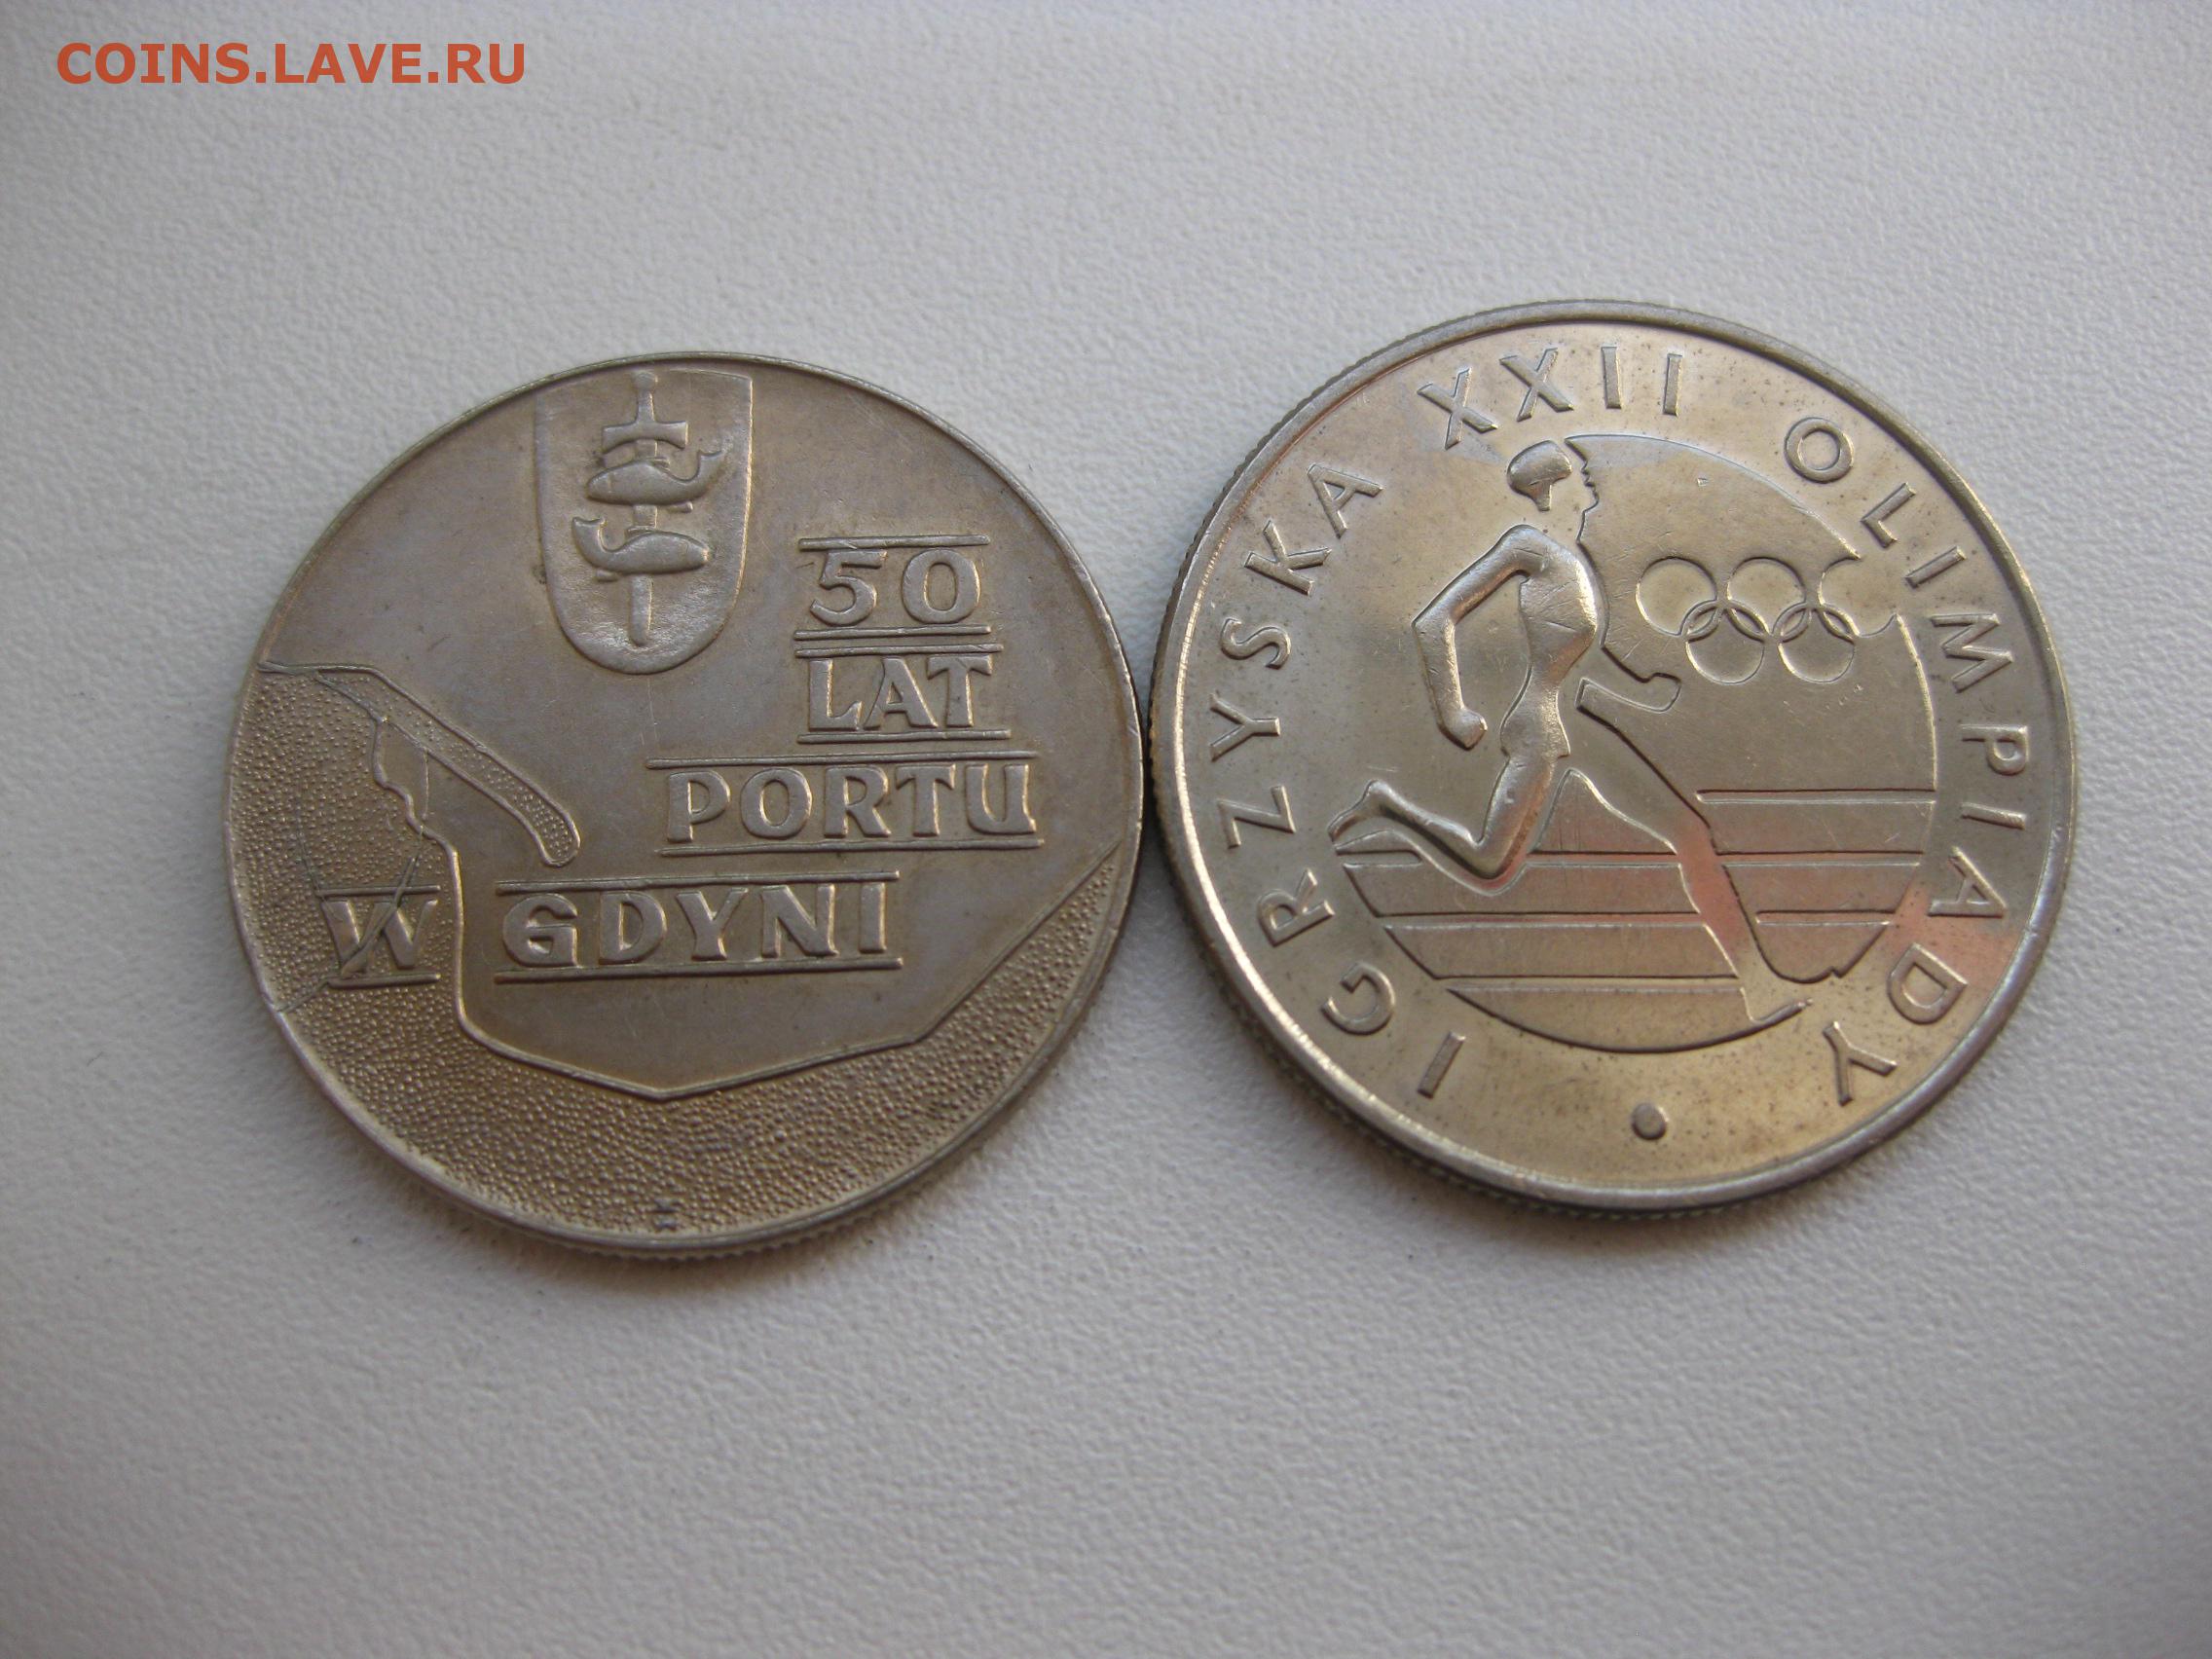 COINS.LAVE.RU
50
LAT
PORTU
W GDYNI
IGRZYSKA XXII OLIMPIADY